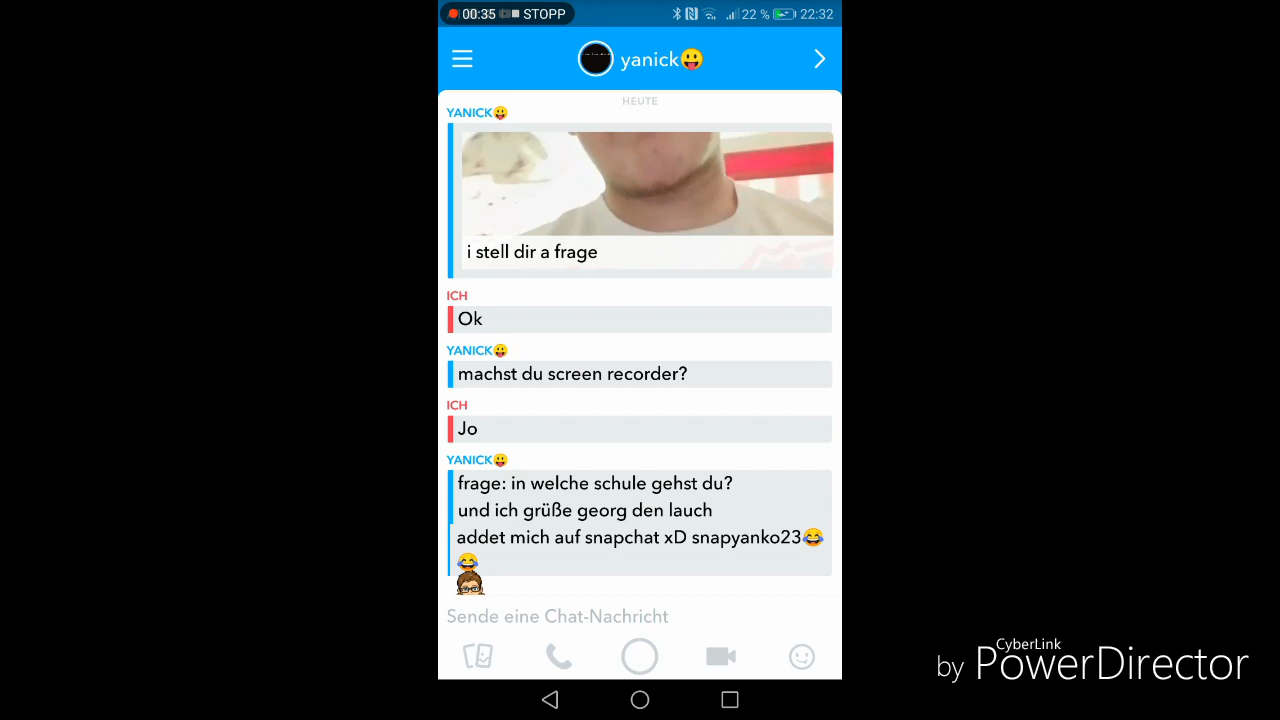 00:35 STOPP 22 % 22:32
yanick😛
HEUTE
YANICK😛
i stell dir a frage
ICH
Ok
YANICK😛
machst du screen recorder?
ICH
Jo
YANICK😛
frage: in welche schule gehst du?
und ich grüße georg den lauch
addet mich auf snapchat xD snapyanko23😂
😂
Sende eine Chat-Nachricht
CyberLink
by PowerDirector